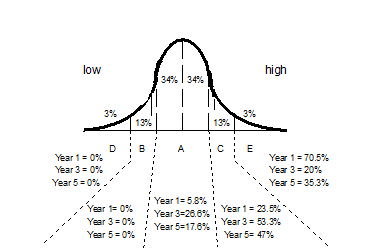 low
high
34%
34%
3%
3%
13%
13%
D
B
A
C
E
Year 1 = 0%
Year 3 = 0%
Year 5 = 0%
Year 1 = 70.5%
Year 3 = 20%
Year 5 = 35.3%
Year 1= 0%
Year 3 = 0%
Year 5 = 0%
Year 1= 5.8%
Year 3=26.6%
Year 5=17.6%
Year 1 = 23.5%
Year 3 = 53.3%
Year 5= 47%